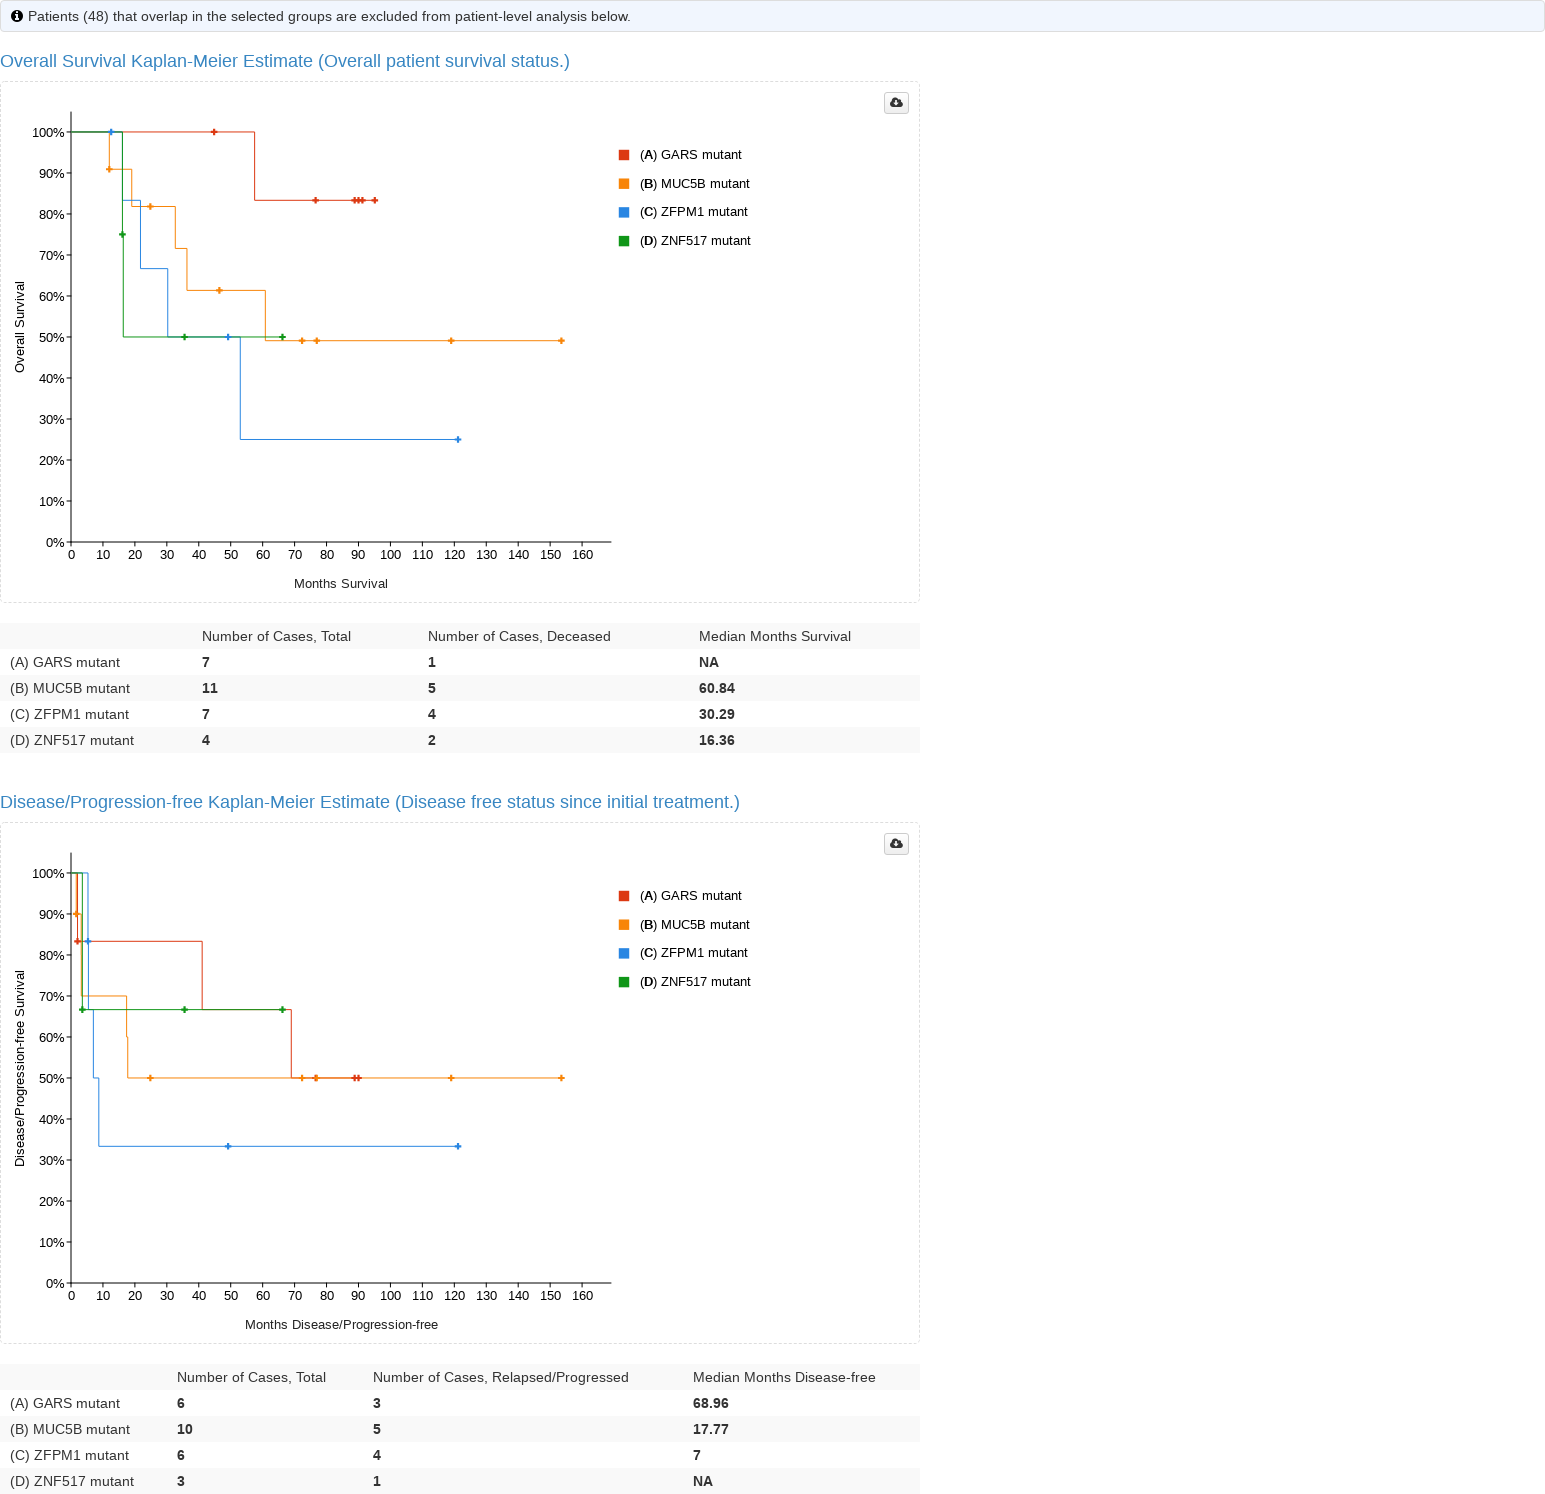 Patients (48) that overlap in the selected groups are excluded from patient-level analysis below.
Overall Survival Kaplan-Meier Estimate (Overall patient survival status.)
100%
90%
80%
70%
60%
50%
40%
30%
20%
10%
0%
Overall Survival
0 10 20 30 40 50 60 70 80 90 100 110 120 130 140 150 160
Months Survival
(A) GARS mutant
(B) MUC5B mutant
(C) ZFPM1 mutant
(D) ZNF517 mutant
Number of Cases, Total Number of Cases, Deceased Median Months Survival
(A) GARS mutant 7 1 NA
(B) MUC5B mutant 11 5 60.84
(C) ZFPM1 mutant 7 4 30.29
(D) ZNF517 mutant 4 2 16.36
Disease/Progression-free Kaplan-Meier Estimate (Disease free status since initial treatment.)
100%
90%
80%
70%
60%
50%
40%
30%
20%
10%
0%
Disease/Progression-free Survival
0 10 20 30 40 50 60 70 80 90 100 110 120 130 140 150 160
Months Disease/Progression-free
(A) GARS mutant
(B) MUC5B mutant
(C) ZFPM1 mutant
(D) ZNF517 mutant
Number of Cases, Total Number of Cases, Relapsed/Progressed Median Months Disease-free
(A) GARS mutant 6 3 68.96
(B) MUC5B mutant 10 5 17.77
(C) ZFPM1 mutant 6 4 7
(D) ZNF517 mutant 3 1 NA